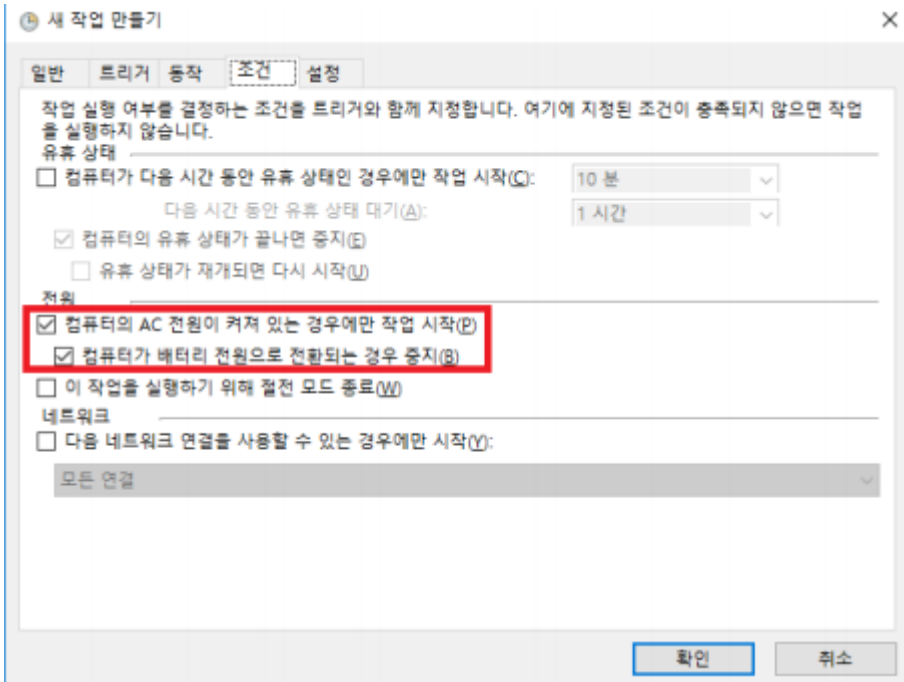 새 작업 만들기
일반 트리거 동작 조건 설정
작업 실행 여부를 결정하는 조건을 트리거와 함께 지정합니다. 여기에 지정된 조건이 충족되지 않으면 작업
을 실행하지 않습니다.
유휴 상태
컴퓨터가 다음 시간 동안 유휴 상태인 경우에만 작업 시작(C): 10 분
다음 시간 동안 유휴 상태 대기(A): 1 시간
컴퓨터의 유휴 상태가 끝나면 중지(E)
유휴 상태가 재개되면 다시 시작(U)
전원
컴퓨터의 AC 전원이 켜져 있는 경우에만 작업 시작(P)
컴퓨터가 배터리 전원으로 전환되는 경우 중지(B)
이 작업을 실행하기 위해 절전 모드 종료(W)
네트워크
다음 네트워크 연결을 사용할 수 있는 경우에만 시작(Y):
모든 연결
확인 취소